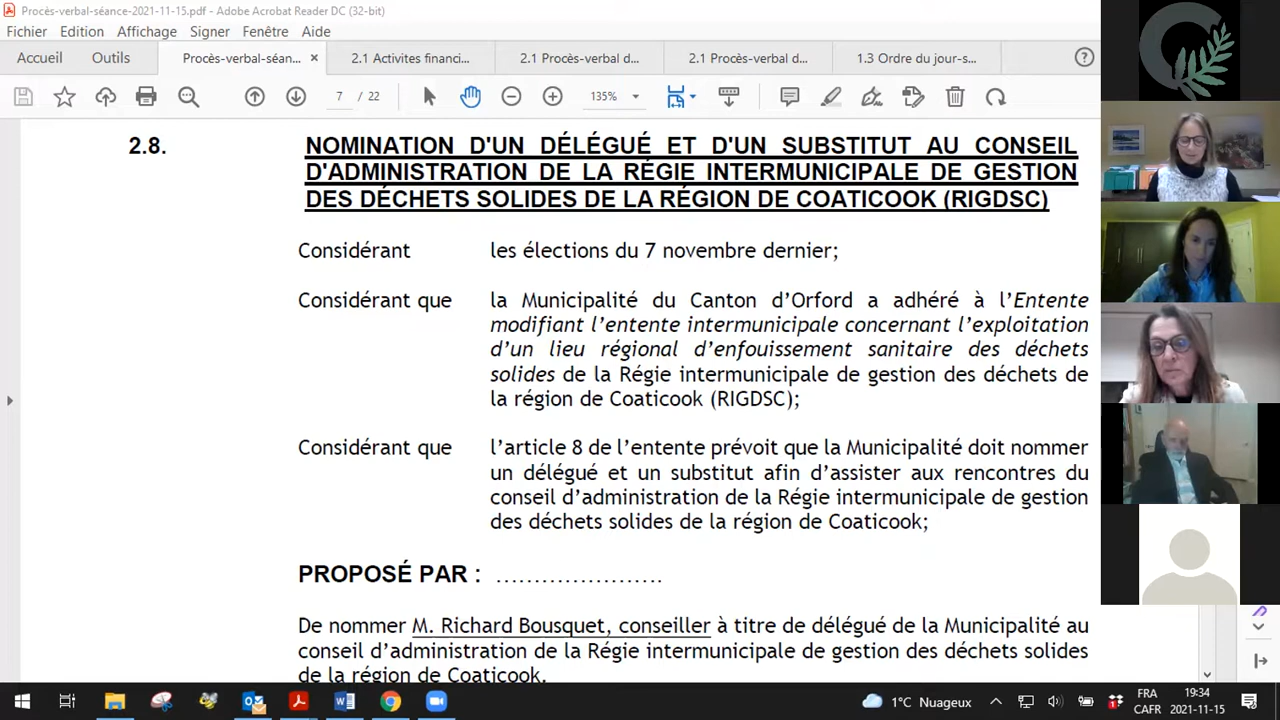 Procès-verbal-séance-2021-11-15.pdf - Adobe Acrobat Reader DC (32-bit)
Fichier Edition Affichage Signer Fenêtre Aide
Accueil Outils Procès-verbal-séan... × 2.1 Activites financi... 2.1 Procès-verbal d... 2.1 Procès-verbal d... 1.3 Ordre du jour-s...
7 / 22 135%
2.8. NOMINATION D'UN DÉLÉGUÉ ET D'UN SUBSTITUT AU CONSEIL
D'ADMINISTRATION DE LA RÉGIE INTERMUNICIPALE DE GESTION
DES DÉCHETS SOLIDES DE LA RÉGION DE COATICOOK (RIGDSC)
Considérant les élections du 7 novembre dernier;
Considérant que la Municipalité du Canton d’Orford a adhéré à l’Entente
modifiant l’entente intermunicipale concernant l’exploitation
d’un lieu régional d’enfouissement sanitaire des déchets
solides de la Régie intermunicipale de gestion des déchets de
la région de Coaticook (RIGDSC);
Considérant que l’article 8 de l’entente prévoit que la Municipalité doit nommer
un délégué et un substitut afin d’assister aux rencontres du
conseil d’administration de la Régie intermunicipale de gestion
des déchets solides de la région de Coaticook;
PROPOSÉ PAR : ......................
De nommer M. Richard Bousquet, conseiller à titre de délégué de la Municipalité au
conseil d’administration de la Régie intermunicipale de gestion des déchets solides
de la région de Coaticook.
1°C Nuageux
FRA
CAFR
19:34
2021-11-15